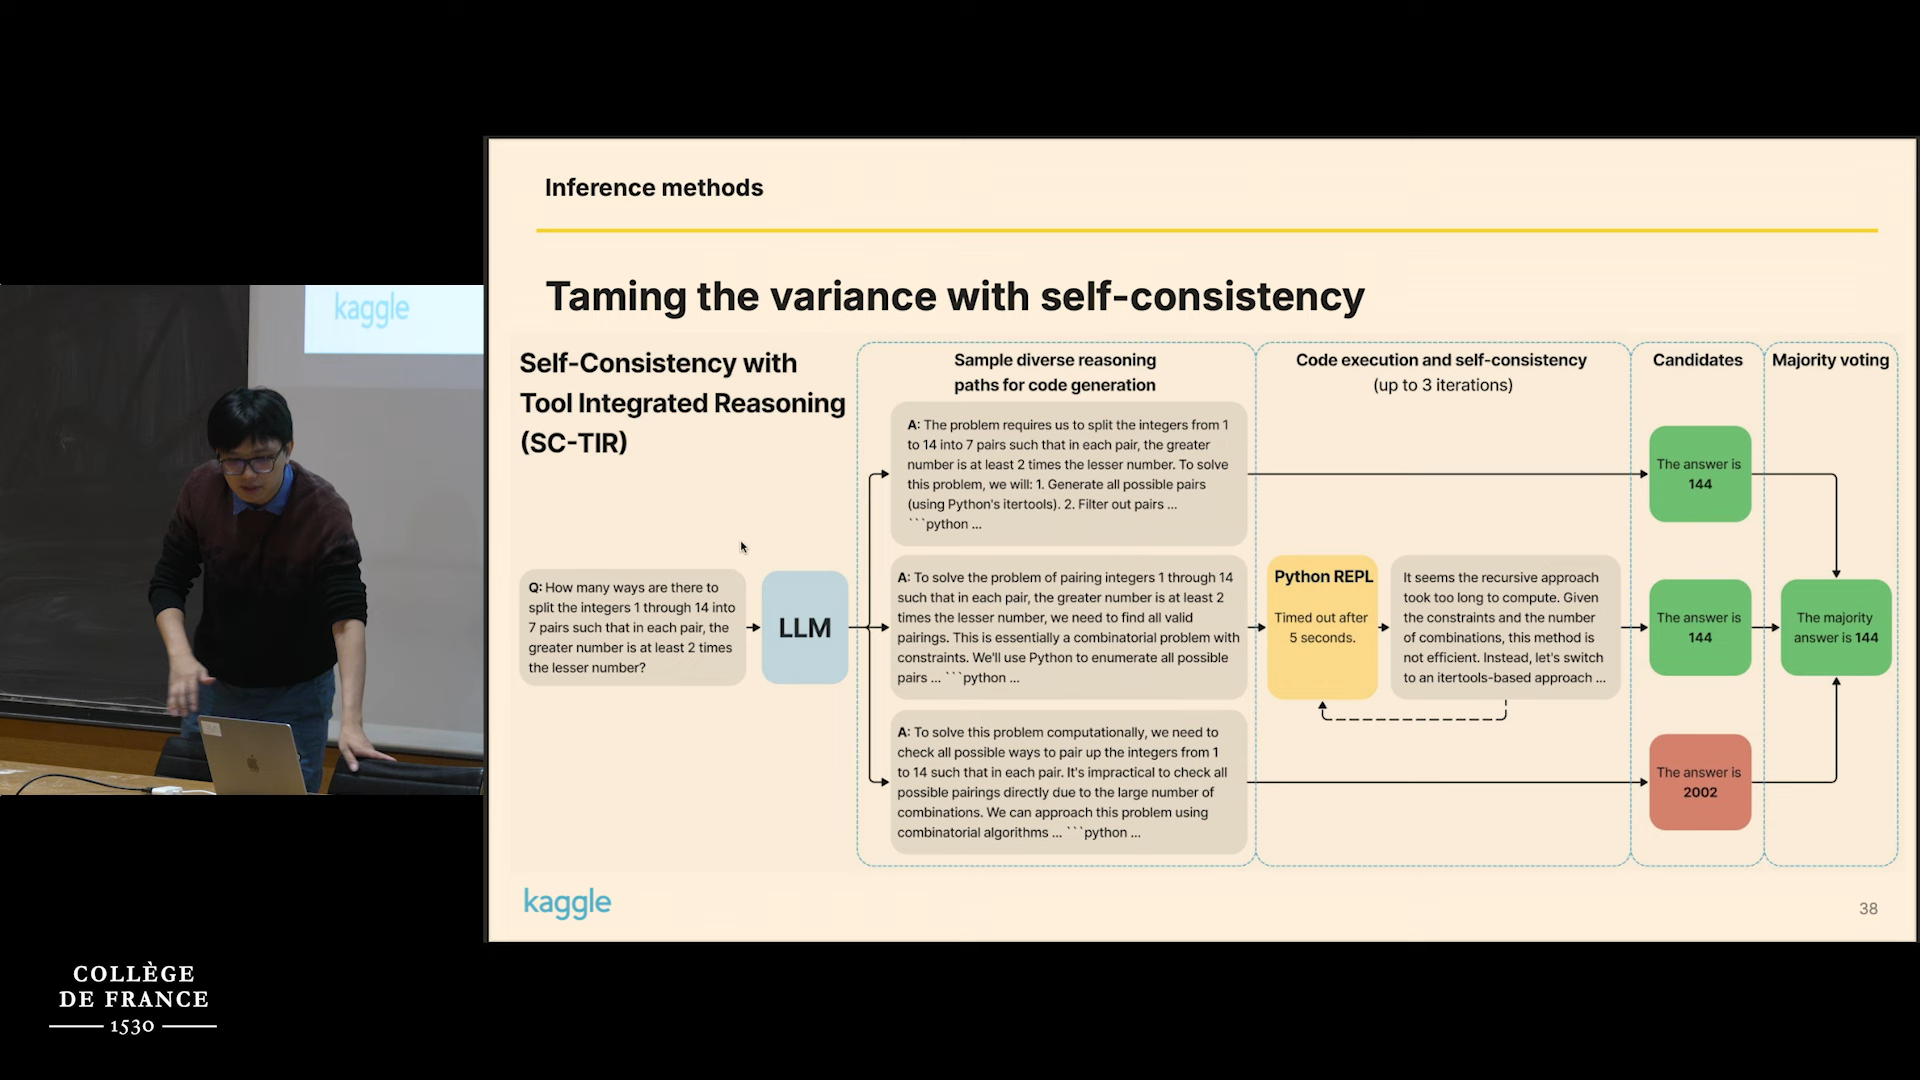 kaggle
Inference methods
Taming the variance with self-consistency
Self-Consistency with
Tool Integrated Reasoning
(SC-TIR)
Q: How many ways are there to
split the integers 1 through 14 into
7 pairs such that in each pair, the
greater number is at least 2 times
the lesser number?
LLM
Sample diverse reasoning
paths for code generation
A: The problem requires us to split the integers from 1
to 14 into 7 pairs such that in each pair, the greater
number is at least 2 times the lesser number. To solve
this problem, we will: 1. Generate all possible pairs
(using Python's itertools). 2. Filter out pairs ...
```python ...
A: To solve the problem of pairing integers 1 through 14
such that in each pair, the greater number is at least 2
times the lesser number, we need to find all valid
pairings. This is essentially a combinatorial problem with
constraints. We'll use Python to enumerate all possible
pairs ... ```python ...
A: To solve this problem computationally, we need to
check all possible ways to pair up the integers from 1
to 14 such that in each pair. It's impractical to check all
possible pairings directly due to the large number of
combinations. We can approach this problem using
combinatorial algorithms ... ```python ...
Code execution and self-consistency
(up to 3 iterations)
Python REPL
Timed out after
5 seconds.
It seems the recursive approach
took too long to compute. Given
the constraints and the number
of combinations, this method is
not efficient. Instead, let's switch
to an itertools-based approach ...
Candidates
The answer is
144
The answer is
144
The answer is
2002
Majority voting
The majority
answer is 144
kaggle
38
COLLÈGE
DE FRANCE
1530